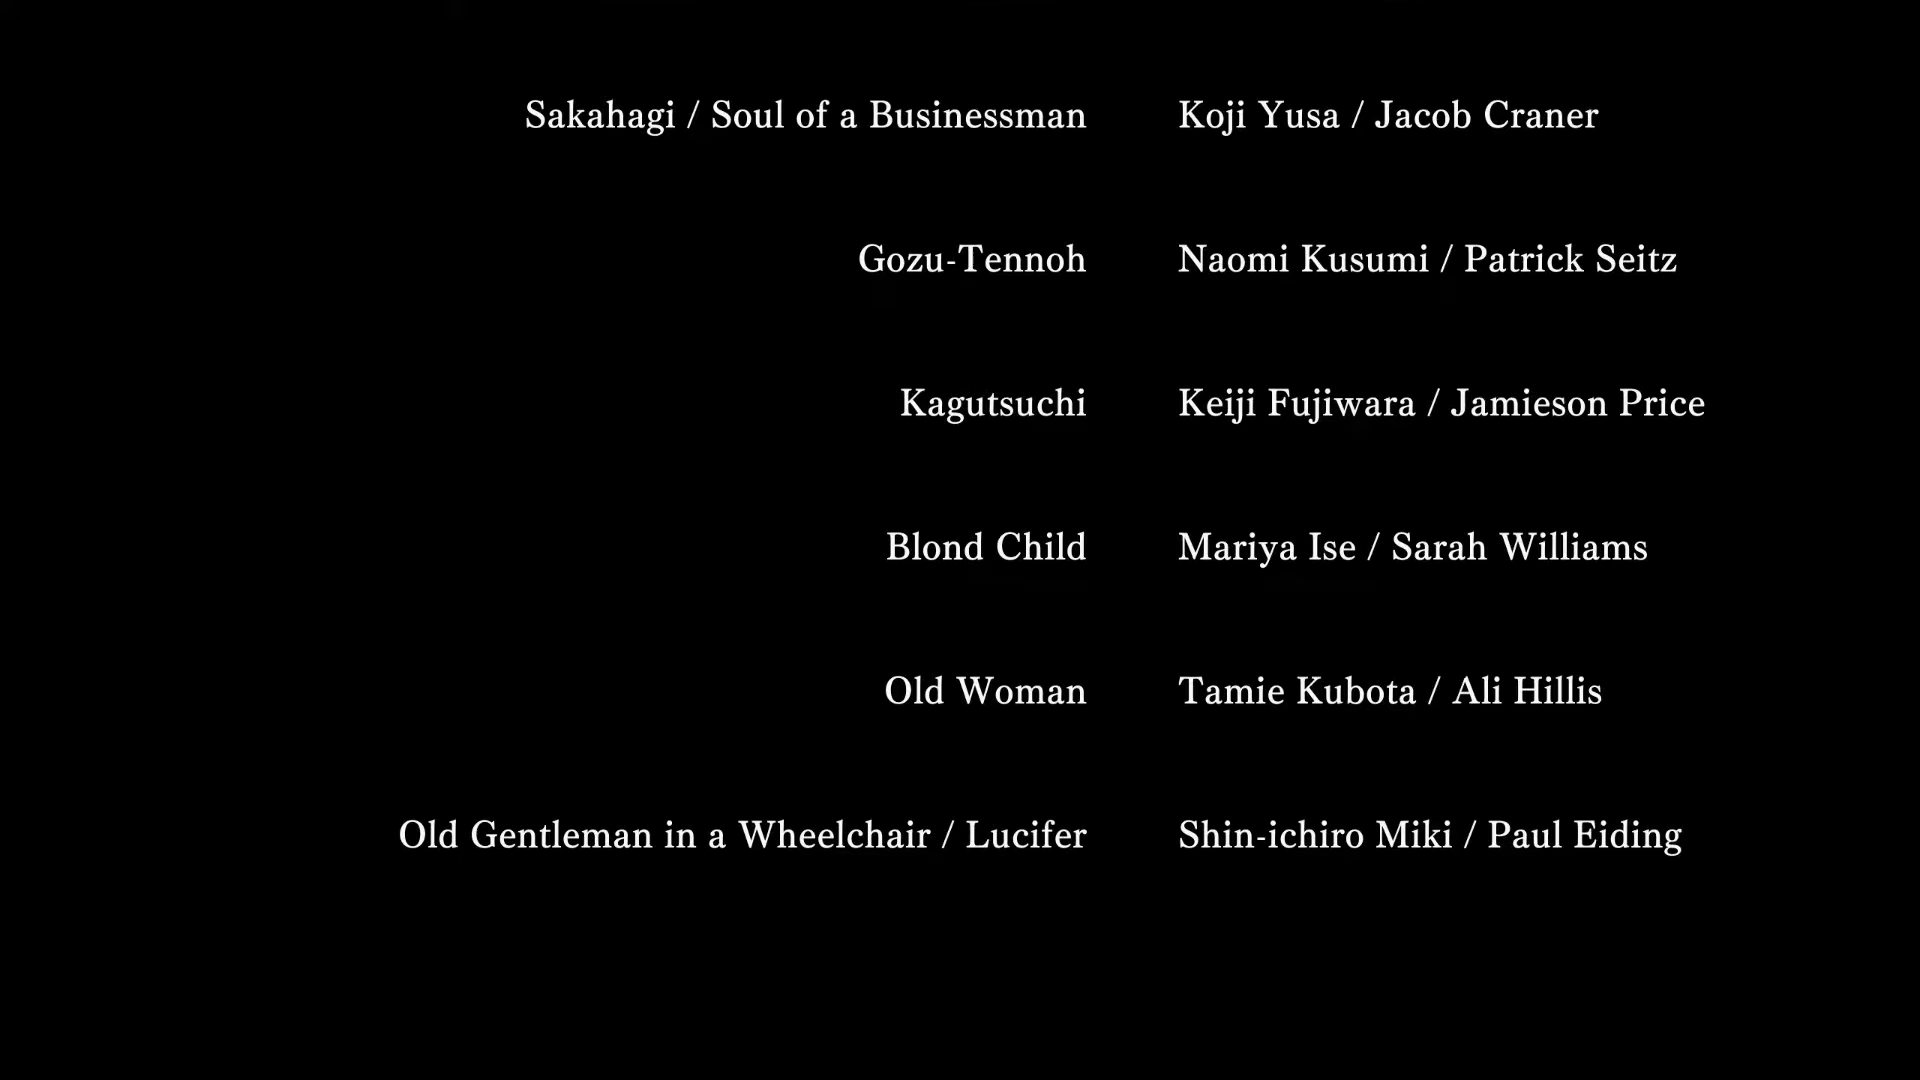 Sakahagi / Soul of a Businessman Koji Yusa / Jacob Craner
Gozu-Tennoh Naomi Kusumi / Patrick Seitz
Kagutsuchi Keiji Fujiwara / Jamieson Price
Blond Child Mariya Ise / Sarah Williams
Old Woman Tamie Kubota / Ali Hillis
Old Gentleman in a Wheelchair / Lucifer Shin-ichiro Miki / Paul Eiding